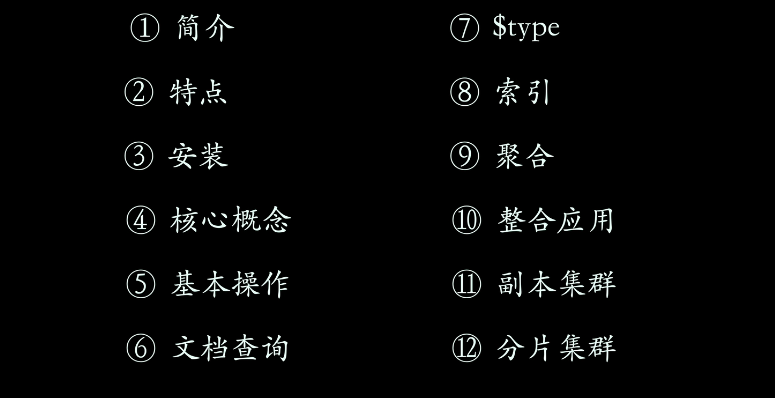 ① 简介
② 特点
③ 安装
④ 核心概念
⑤ 基本操作
⑥ 文档查询
⑦ $type
⑧ 索引
⑨ 聚合
⑩ 整合应用
⑪ 副本集群
⑫ 分片集群